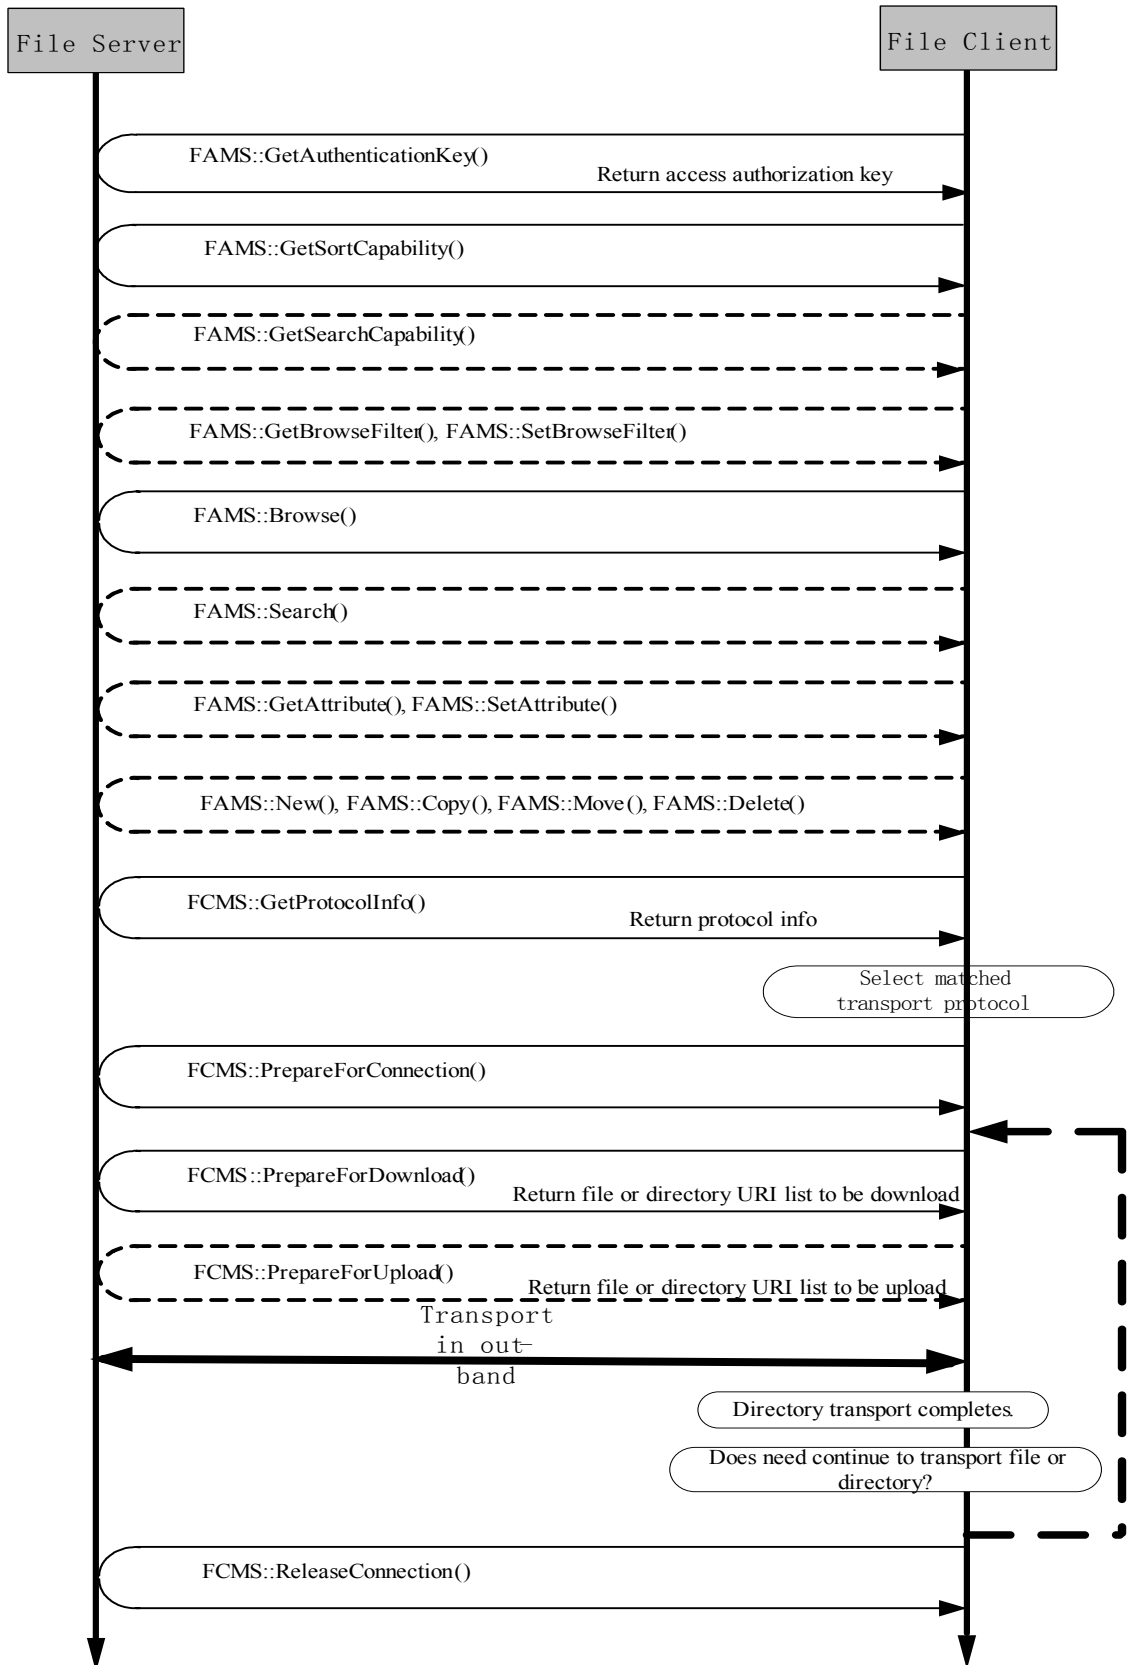 File Server
File Client
FAMS::GetAuthenticationKey()
Return access authorization key
FAMS::GetSortCapability()
FAMS::GetSearchCapability()
FAMS::GetBrowseFilter(), FAMS::SetBrowseFilter()
FAMS::Browse()
FAMS::Search()
FAMS::GetAttribute(), FAMS::SetAttribute()
FAMS::New(), FAMS::Copy(), FAMS::Move(), FAMS::Delete()
FCMS::GetProtocolInfo()
Return protocol info
Select matched
transport protocol
FCMS::PrepareForConnection()
FCMS::PrepareForDownload()
Return file or directory URI list to be download
FCMS::PrepareForUpload()
Return file or directory URI list to be upload
Transport
in out-
band
Directory transport completes.
Does need continue to transport file or
directory?
FCMS::ReleaseConnection()